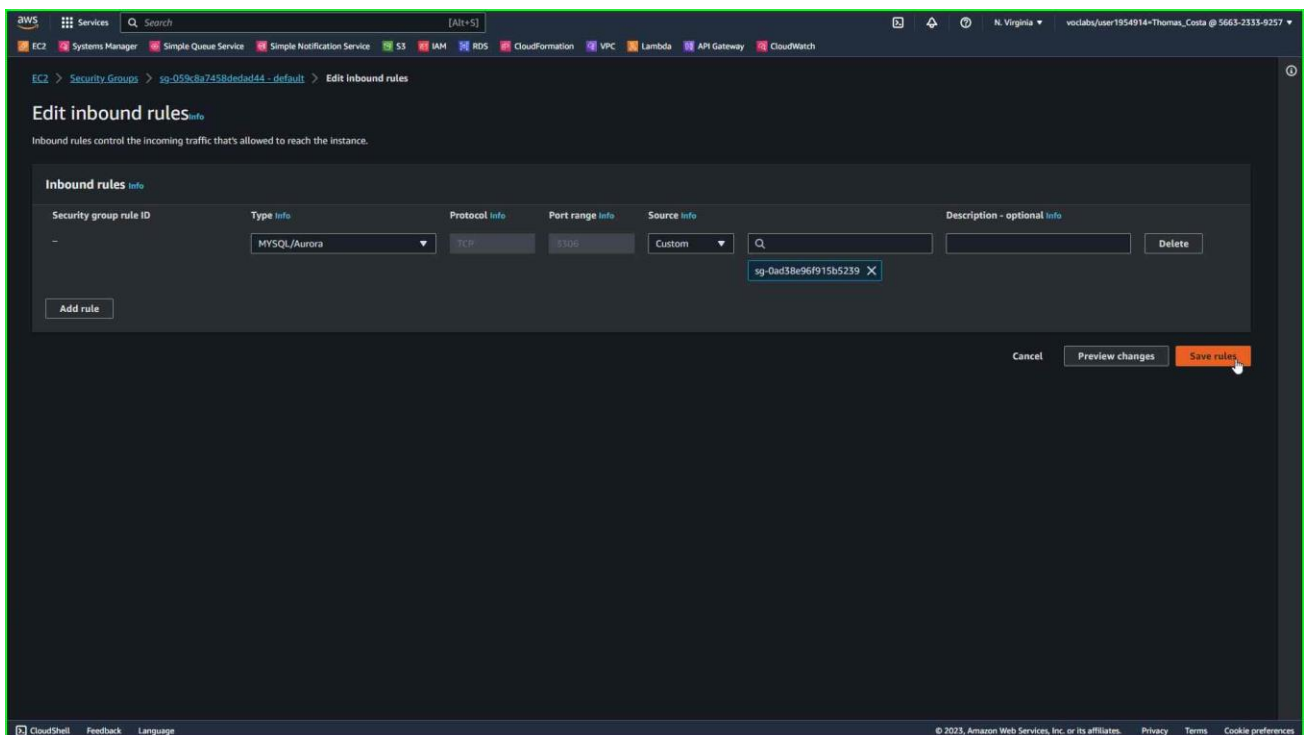 aws Services Search [Alt+S] N. Virginia ▼ voclabs/user1954914=Thomas_Costa @ 5663-2333-9257 ▼
EC2 Systems Manager Simple Queue Service Simple Notification Service S3 IAM RDS CloudFormation VPC Lambda API Gateway CloudWatch
EC2 > Security Groups > sg-059c8a7458dedad44 - default > Edit inbound rules
Edit inbound rules Info
Inbound rules control the incoming traffic that's allowed to reach the instance.
Inbound rules Info
Security group rule ID Type Info Protocol Info Port range Info Source Info Description - optional Info
– MYSQL/Aurora ▼ TCP 3306 Custom ▼ Delete
sg-0ad38e96f915b5239 X
Add rule
Cancel Preview changes Save rules
CloudShell Feedback Language © 2023, Amazon Web Services, Inc. or its affiliates. Privacy Terms Cookie preferences